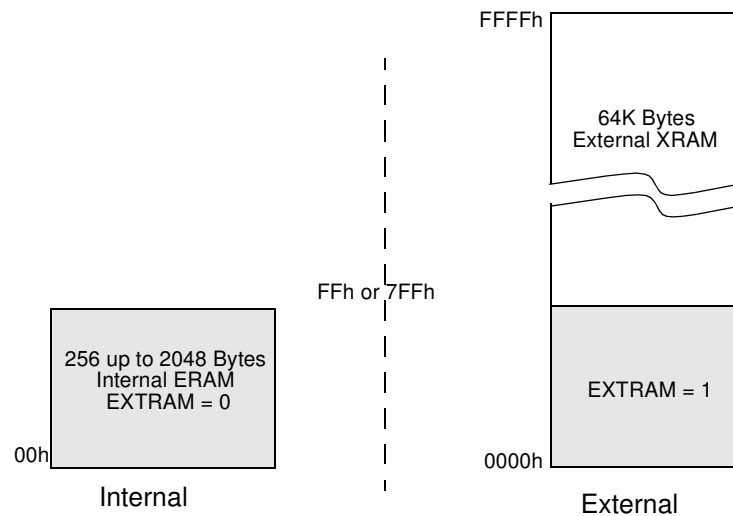 FFFFh
64K Bytes
External XRAM
FFh or 7FFh
256 up to 2048 Bytes
Internal ERAM
EXTRAM = 0
EXTRAM = 1
00h
0000h
Internal
External